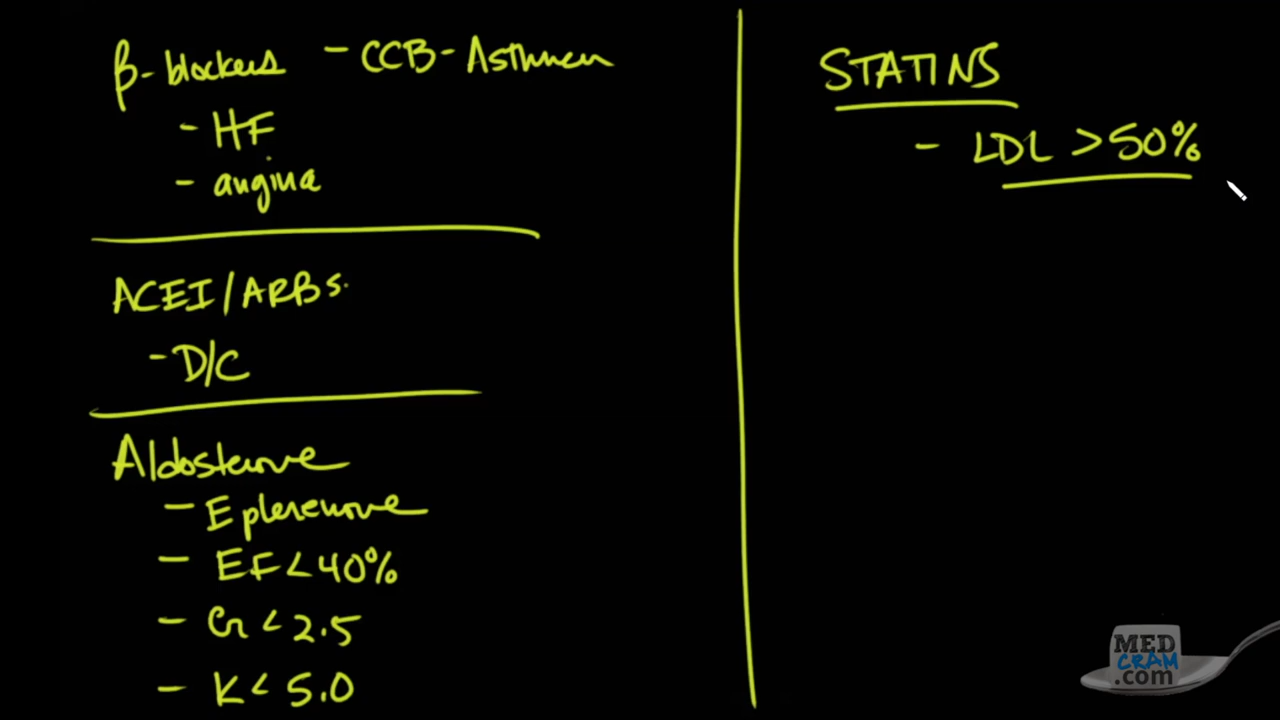 β-blockers - CCB - Asthma
- HF
- angina
ACEI/ARBs.
- D/C
Aldosterone
- Eplerenone
- EF < 40%
- Cr < 2.5
- K < 5.0
STATINS
- LDL > 50%
MED
CRAM
.com